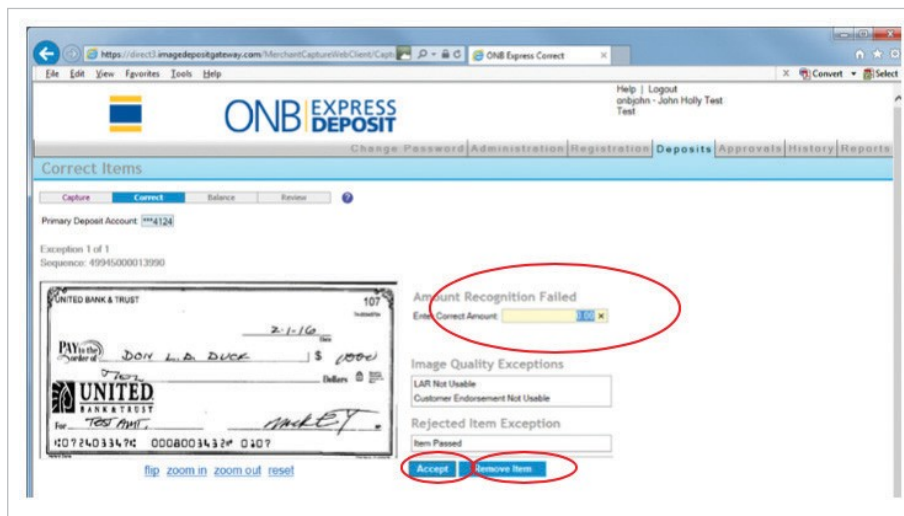 https://direct3.imagedepositgateway.com/MerchantCaptureWebClient/Captu
ONB Express Correct
File Edit View Favorites Tools Help
Convert Select
Help | Logout
onbjohn - John Holly Test
Test
ONB EXPRESS DEPOSIT
Change Password Administration Registration Deposits Approvals History Reports
Correct Items
Capture Correct Balance Review
Primary Deposit Account: ***4124
Exception 1 of 1
Sequence: 49945000013990
UNITED BANK & TRUST
107
2-1-16
Date
PAY to the order of DON L.D. DUCK $
Dollars
UNITED
BANK & TRUST
For TEST AMT.
⑆072403347⑆ 0008003432⑈ 0107
flip zoom in zoom out reset
Amount Recognition Failed
Enter Correct Amount: 0.00
Image Quality Exceptions
LAR Not Usable
Customer Endorsement Not Usable
Rejected Item Exception
Item Passed
Accept Remove Item